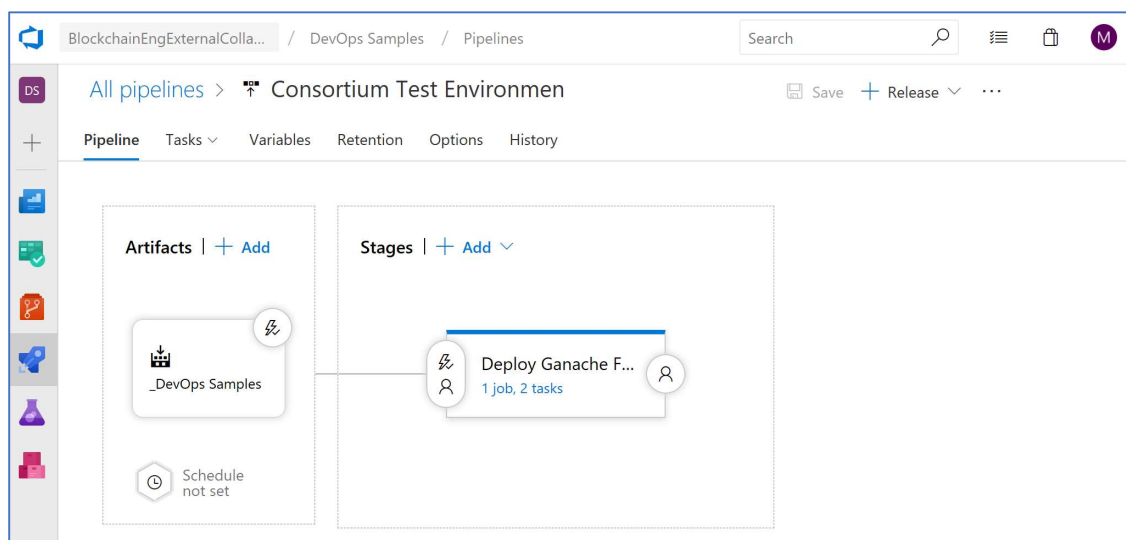 BlockchainEngExternalColla... / DevOps Samples / Pipelines
Search
M
DS
All pipelines > Consortium Test Environmen
Save + Release ...
Pipeline Tasks Variables Retention Options History
Artifacts | + Add
Stages | + Add
_DevOps Samples
Deploy Ganache F...
1 job, 2 tasks
Schedule
not set